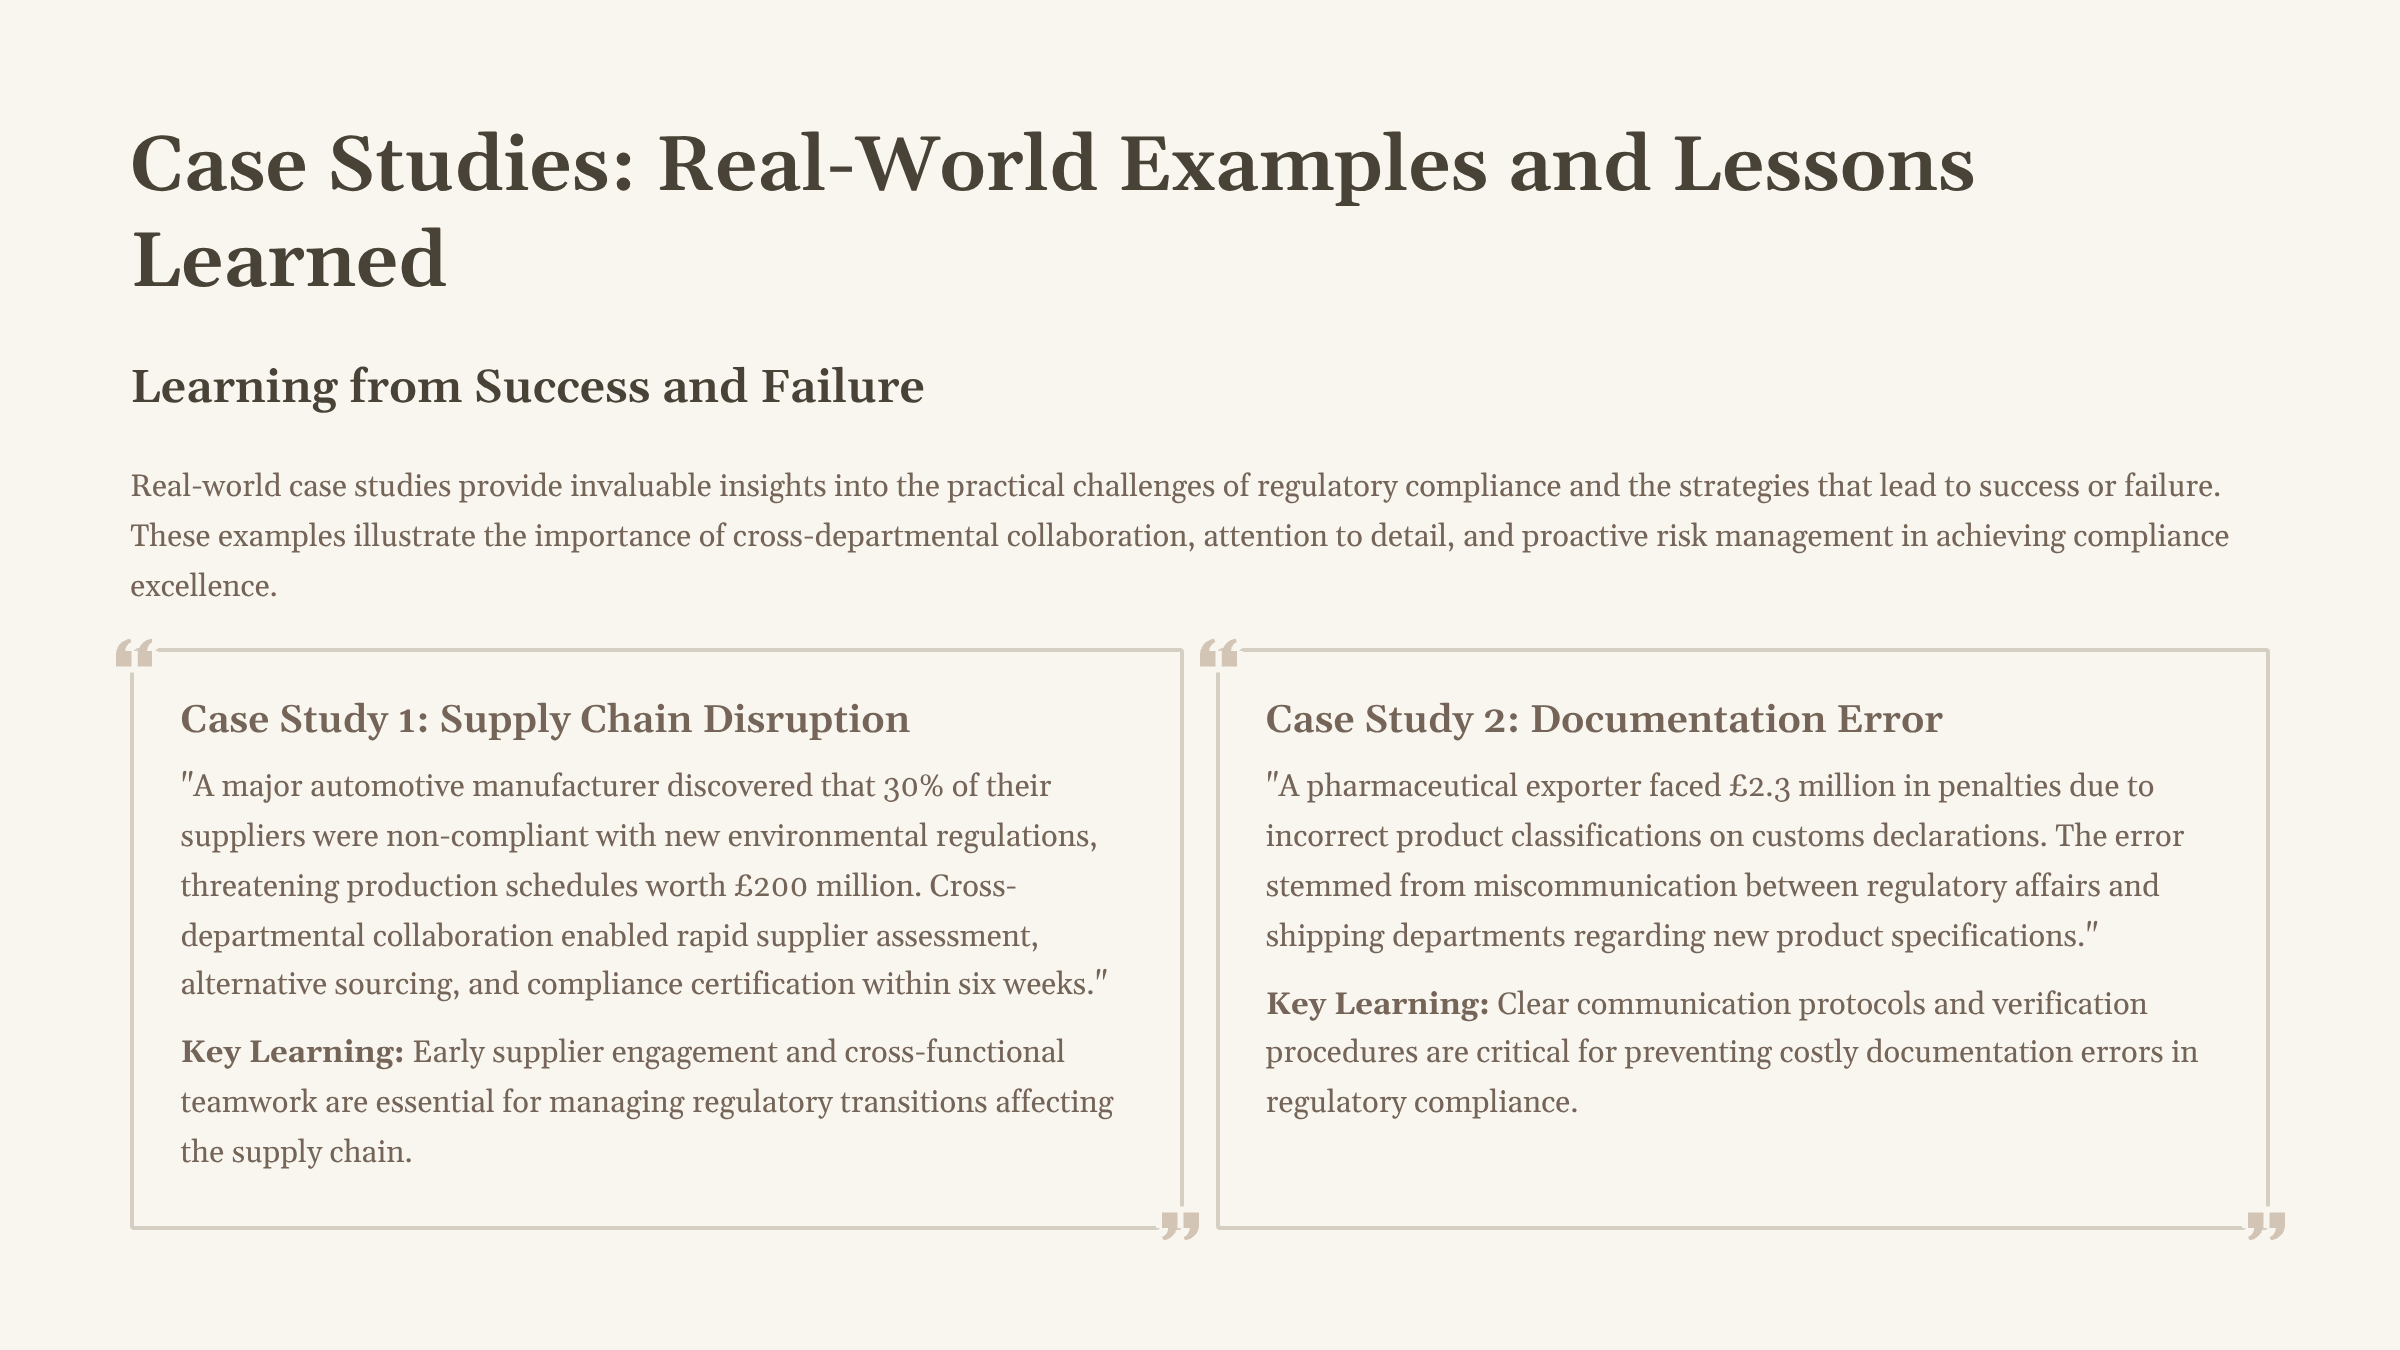 Case Studies: Real-World Examples and Lessons
Learned
Learning from Success and Failure
Real-world case studies provide invaluable insights into the practical challenges of regulatory compliance and the strategies that lead to success or failure.
These examples illustrate the importance of cross-departmental collaboration, attention to detail, and proactive risk management in achieving compliance
excellence.
Case Study 1: Supply Chain Disruption
"A major automotive manufacturer discovered that 30% of their
suppliers were non-compliant with new environmental regulations,
threatening production schedules worth £200 million. Cross-
departmental collaboration enabled rapid supplier assessment,
alternative sourcing, and compliance certification within six weeks."
Key Learning: Early supplier engagement and cross-functional
teamwork are essential for managing regulatory transitions affecting
the supply chain.
Case Study 2: Documentation Error
"A pharmaceutical exporter faced £2.3 million in penalties due to
incorrect product classifications on customs declarations. The error
stemmed from miscommunication between regulatory affairs and
shipping departments regarding new product specifications."
Key Learning: Clear communication protocols and verification
procedures are critical for preventing costly documentation errors in
regulatory compliance.